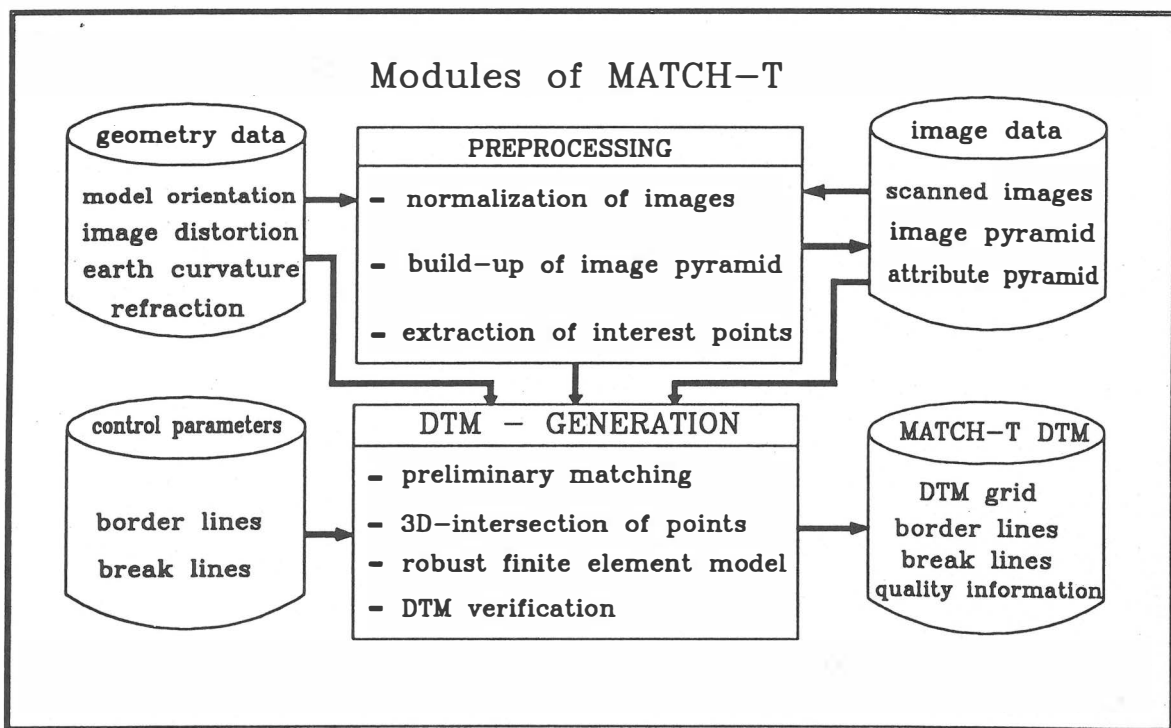 Modules of MATCH-T
geometry data
model orientation
image distortion
earth curvature
refraction
PREPROCESSING
- normalization of images
- build-up of image pyramid
- extraction of interest points
image data
scanned images
image pyramid
attribute pyramid
control parameters
border lines
break lines
DTM - GENERATION
- preliminary matching
- 3D-intersection of points
- robust finite element model
- DTM verification
MATCH-T DTM
DTM grid
border lines
break lines
quality information